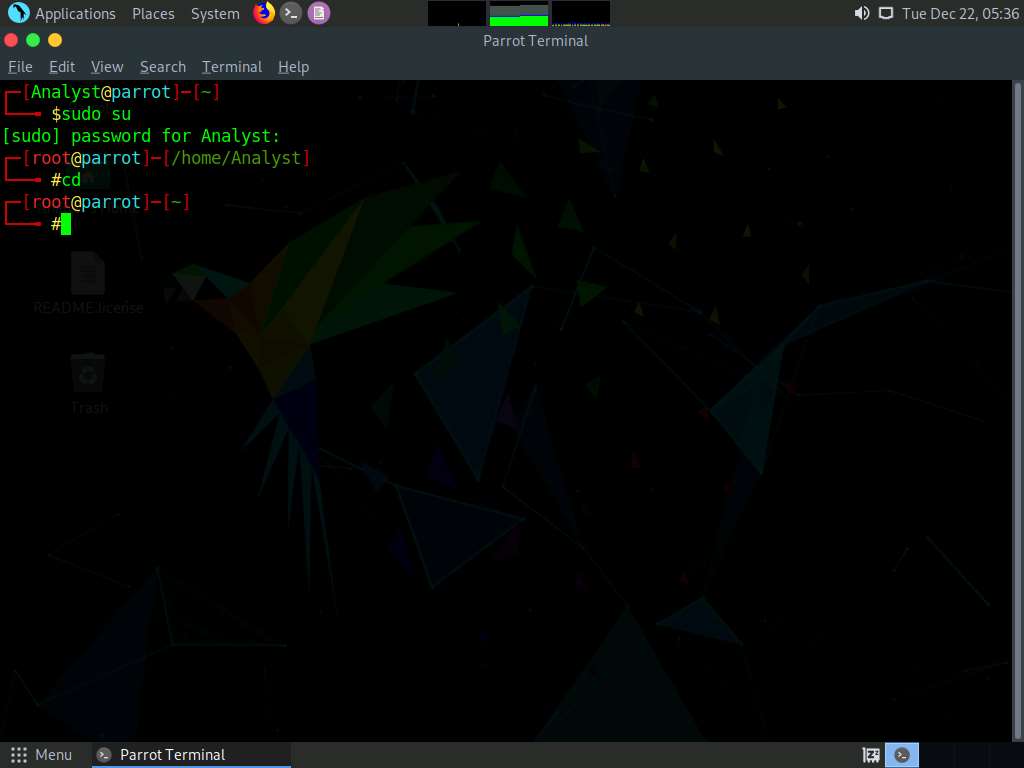 Applications Places System Tue Dec 22, 05:36
Parrot Terminal
File Edit View Search Terminal Help
┌─[Analyst@parrot]─[~]
└──╼ $sudo su
[sudo] password for Analyst:
┌─[root@parrot]─[/home/Analyst]
└──╼ #cd
┌─[root@parrot]─[~]
└──╼ #
README.license
Trash
Menu Parrot Terminal